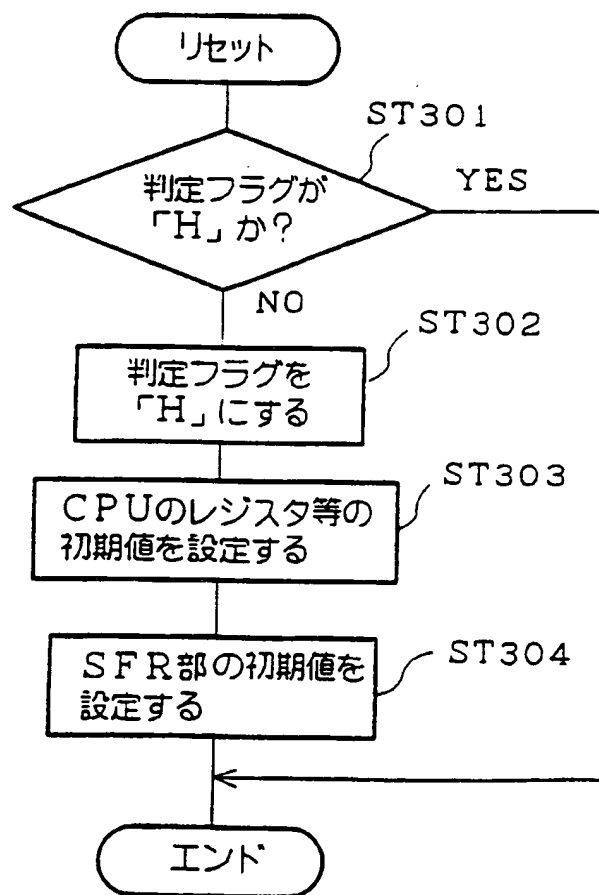 リセット
ST301
判定フラグが
「H」か?
YES
NO
ST302
判定フラグを
「H」にする
ST303
CPUのレジスタ等の
初期値を設定する
ST304
SFR部の初期値を
設定する
エンド